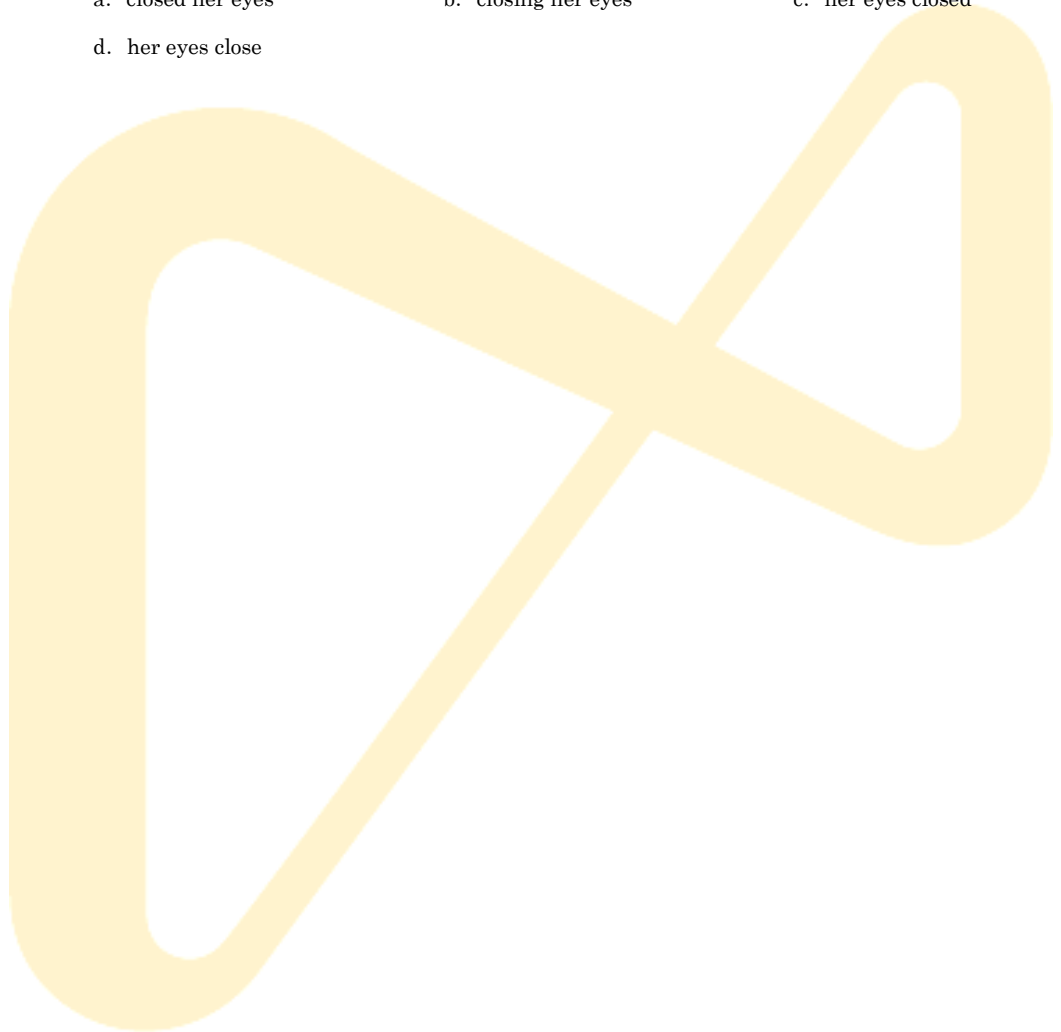 a. closed her eyes b. closing her eyes c. her eyes closed
d. her eyes close